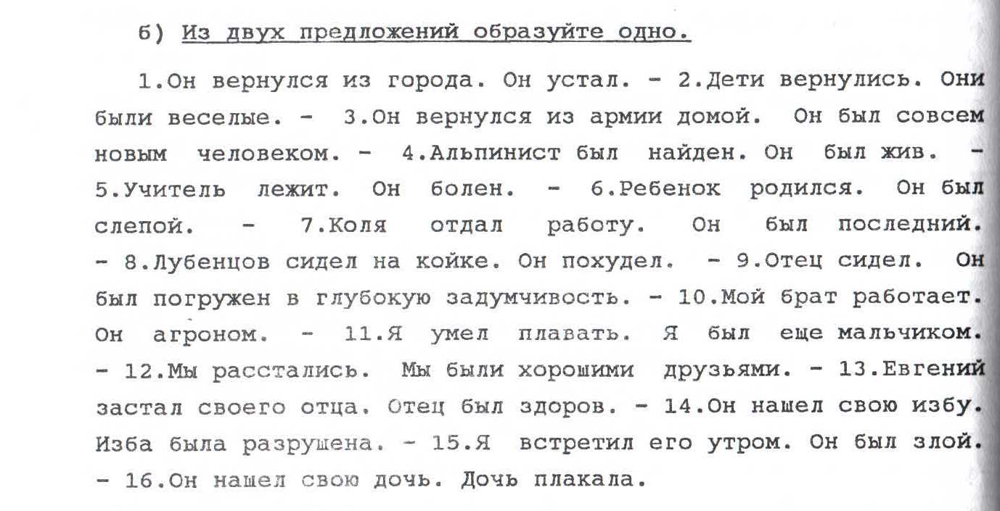 б) Из двух предложений образуйте одно.
1.Он вернулся из города. Он устал. - 2.Дети вернулись. Они
были веселые. - 3.Он вернулся из армии домой. Он был совсем
новым человеком. - 4.Альпинист был найден. Он был жив. -
5.Учитель лежит. Он болен. - 6.Ребенок родился. Он был
слепой. - 7.Коля отдал работу. Он был последний.
- 8.Лубенцов сидел на койке. Он похудел. - 9.Отец сидел. Он
был погружен в глубокую задумчивость. - 10.Мой брат работает.
Он агроном. - 11.Я умел плавать. Я был еще мальчиком.
- 12.Мы расстались. Мы были хорошими друзьями. - 13.Евгений
застал своего отца. Отец был здоров. - 14.Он нашел свою избу.
Изба была разрушена. - 15.Я встретил его утром. Он был злой.
- 16.Он нашел свою дочь. Дочь плакала.